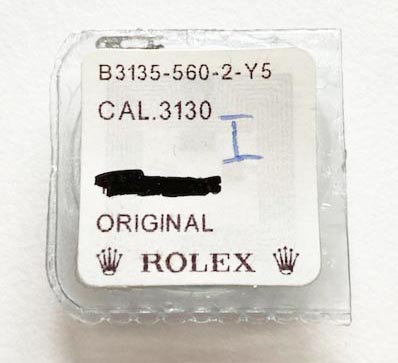 B3135-560-2-Y5
CAL.3130
I
ORIGINAL
ROLEX